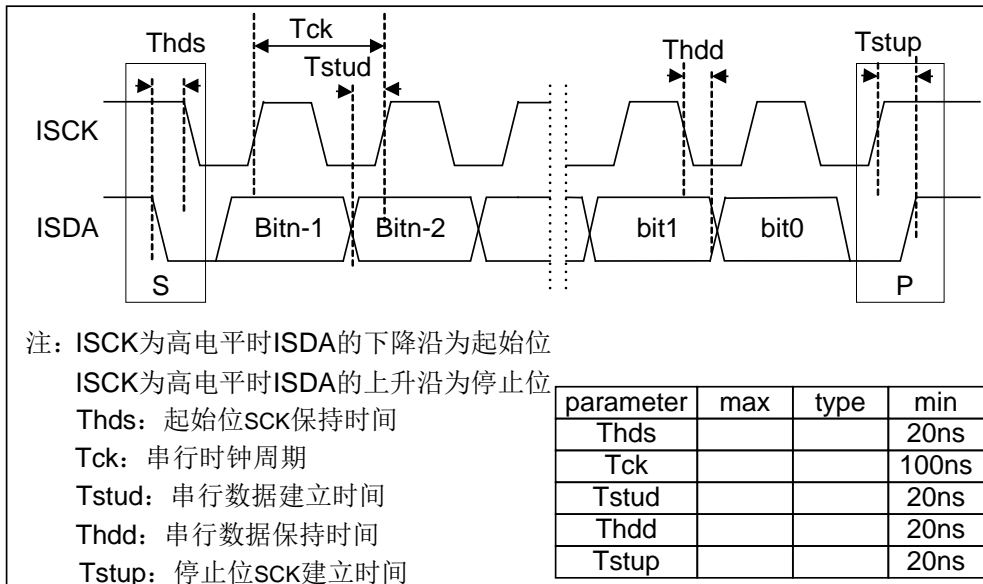 Thds
Tck
Tstud
Thdd
Tstup
ISCK
ISDA
Bitn-1
Bitn-2
bit1
bit0
S
P
注：ISCK为高电平时ISDA的下降沿为起始位
ISCK为高电平时ISDA的上升沿为停止位
Thds：起始位SCK保持时间
Tck：串行时钟周期
Tstud：串行数据建立时间
Thdd：串行数据保持时间
Tstup：停止位SCK建立时间
parameter max type min
Thds 20ns
Tck 100ns
Tstud 20ns
Thdd 20ns
Tstup 20ns